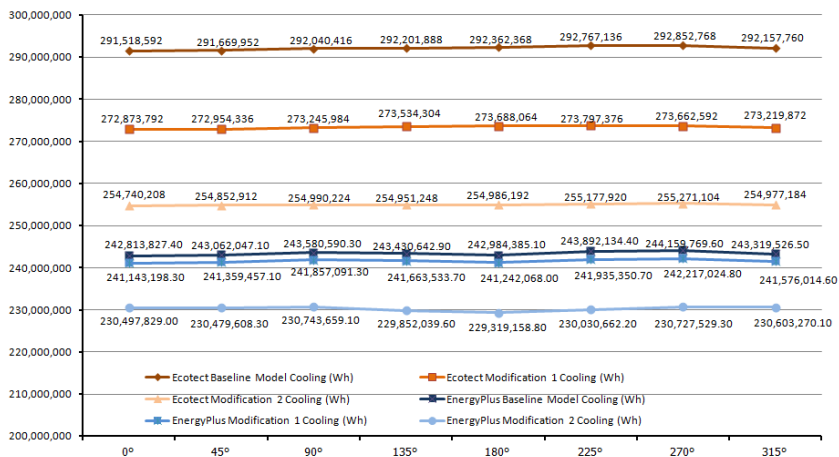 300,000,000
291,518,592 291,669,952 292,040,416 292,201,888 292,362,368 292,767,136 292,852,768 292,157,760
290,000,000
280,000,000
272,873,792 272,954,336 273,245,984 273,534,304 273,688,064 273,797,376 273,662,592 273,219,872
270,000,000
260,000,000
254,740,208 254,852,912 254,990,224 254,951,248 254,986,192 255,177,920 255,271,104 254,977,184
250,000,000
242,813,827.40 243,062,047.10 243,580,590.30 243,430,642.90 242,984,385.10 243,892,134.40 244,159,769.60 243,319,526.50
240,000,000
241,143,198.30 241,359,457.10 241,857,091.30 241,663,533.70 241,242,068.00 241,935,350.70 242,217,024.80 241,576,014.60
230,000,000
230,497,829.00 230,479,608.30 230,743,659.10 229,852,039.60 229,319,158.80 230,030,662.20 230,727,529.30 230,603,270.10
220,000,000
Ecotect Baseline Model Cooling (Wh) Ecotect Modification 1 Cooling (Wh)
210,000,000
Ecotect Modification 2 Cooling (Wh) EnergyPlus Baseline Model Cooling (Wh)
EnergyPlus Modification 1 Cooling (Wh) EnergyPlus Modification 2 Cooling (Wh)
200,000,000
0º 45º 90º 135º 180º 225º 270º 315º